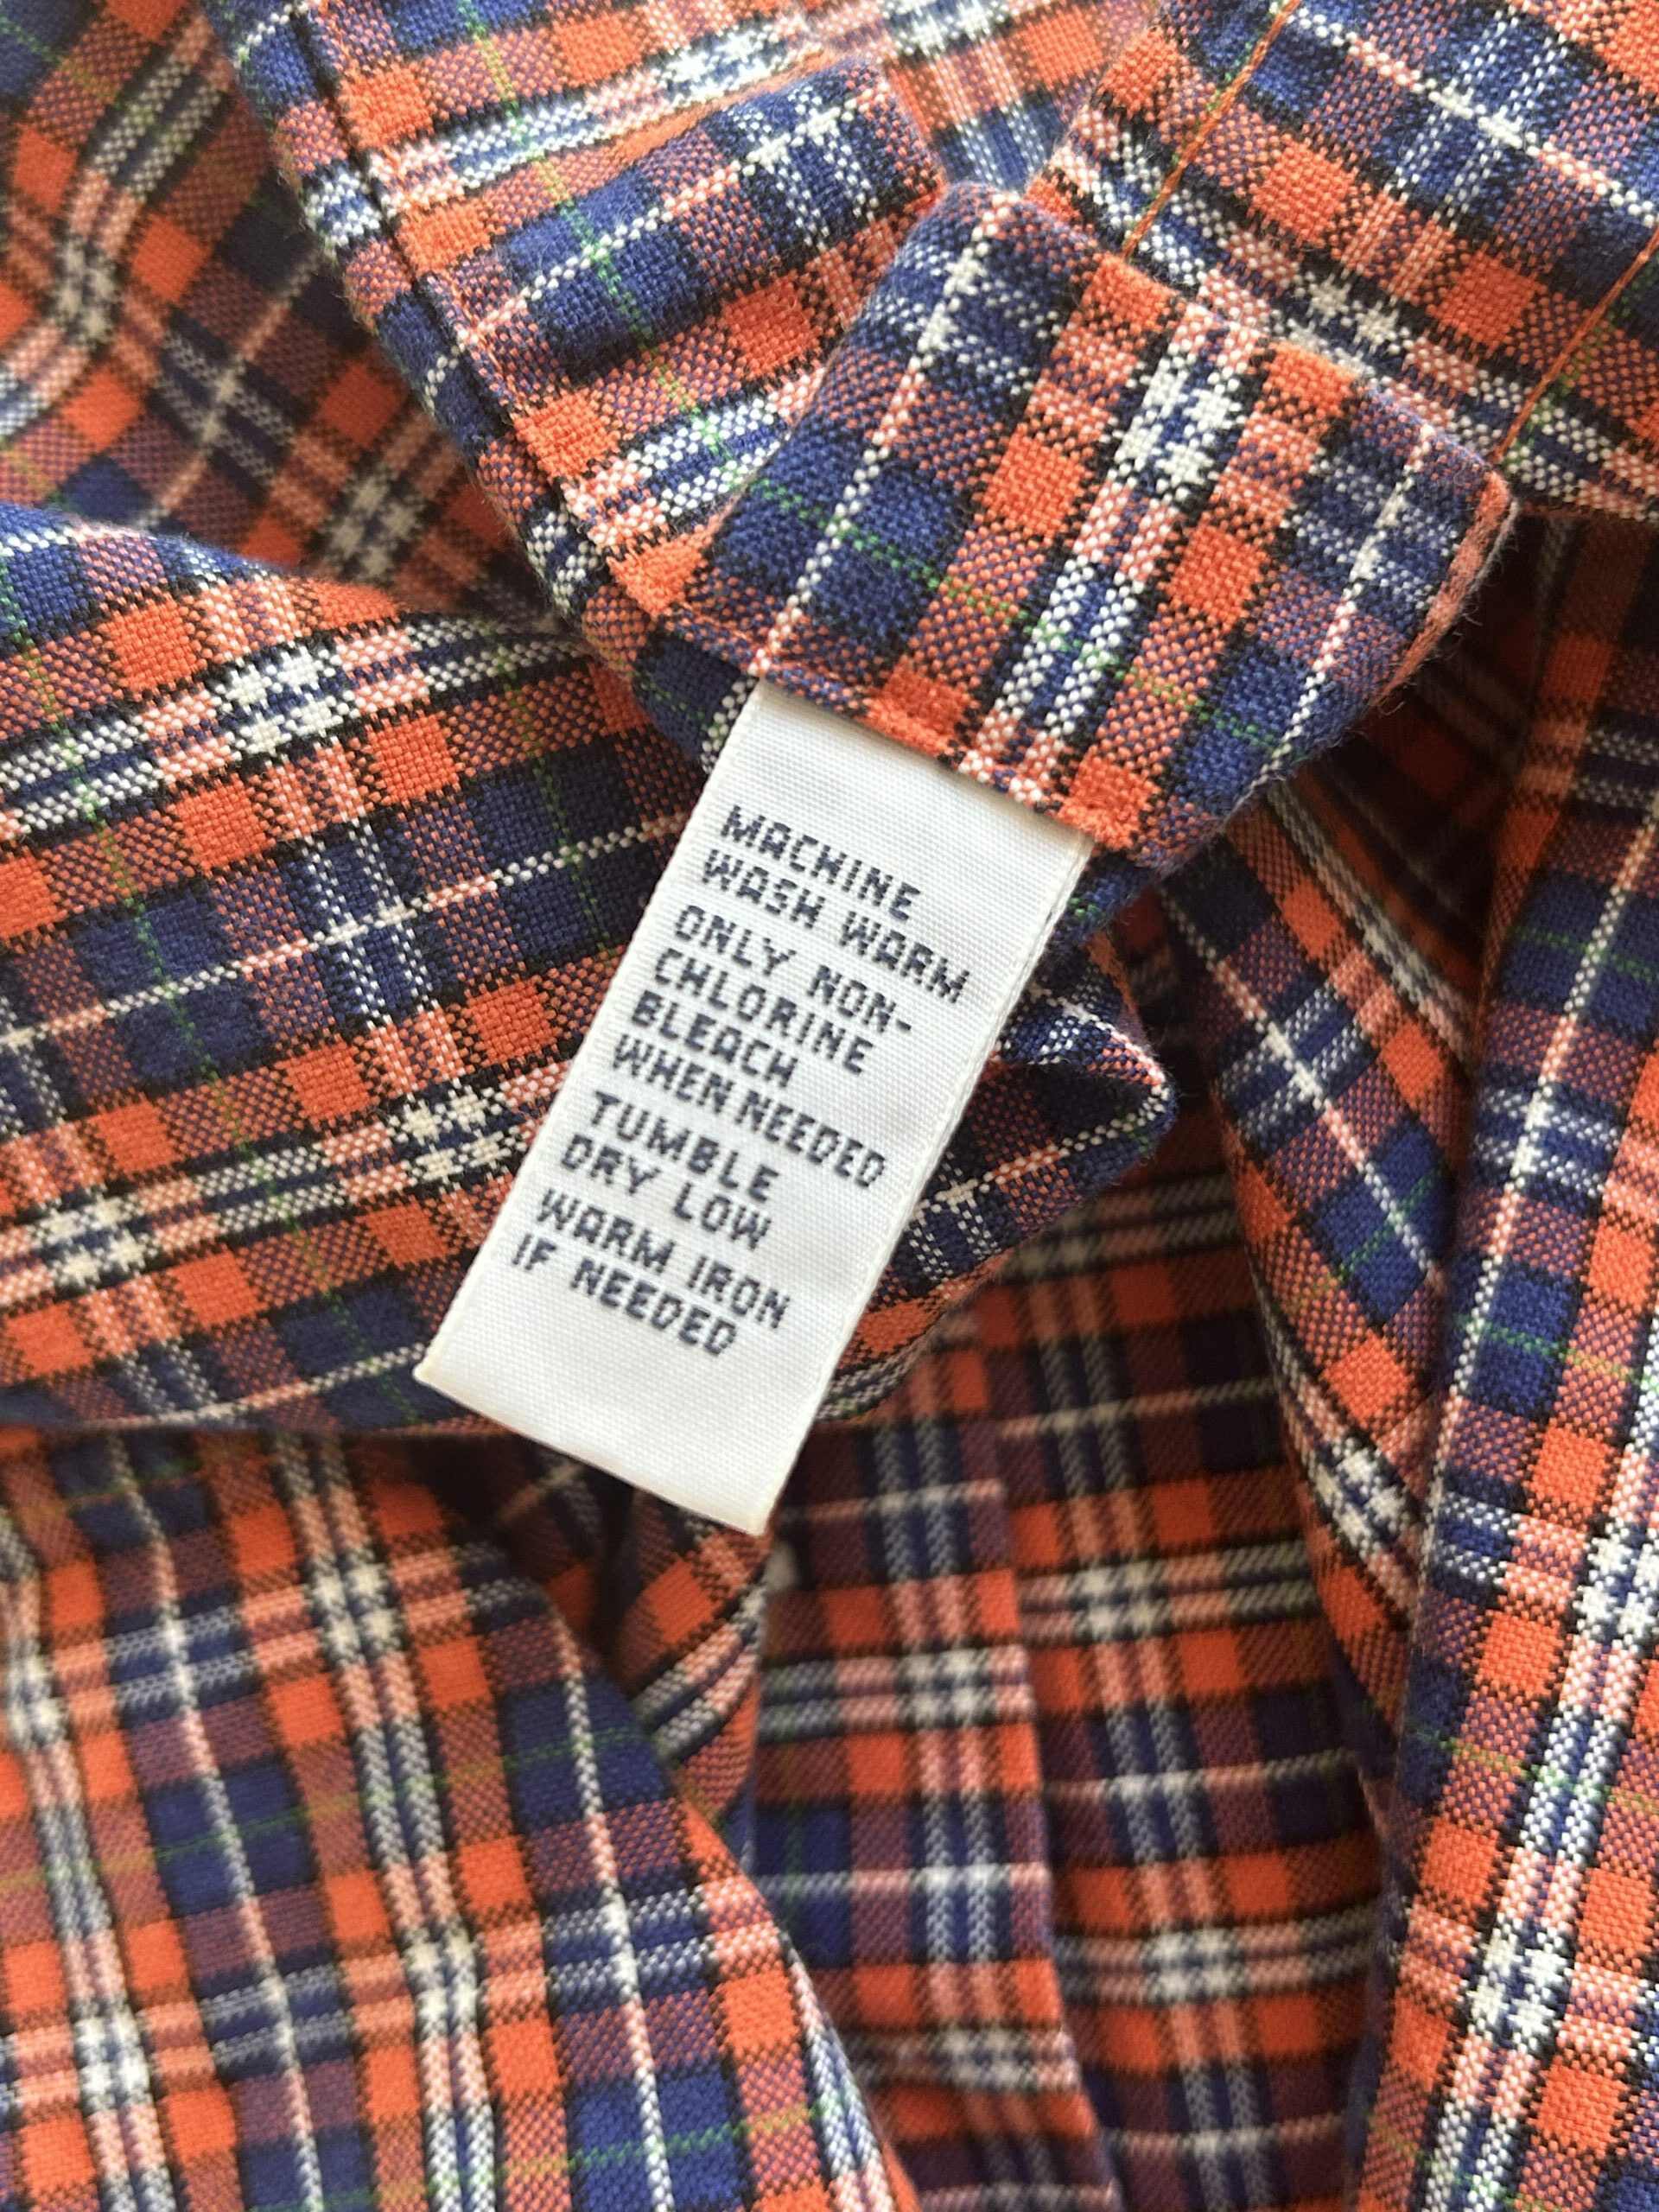 MACHINE
WASH WARM
ONLY NON-
CHLORINE
BLEACH
WHEN NEEDED
TUMBLE
DRY LOW
WARM IRON
IF NEEDED